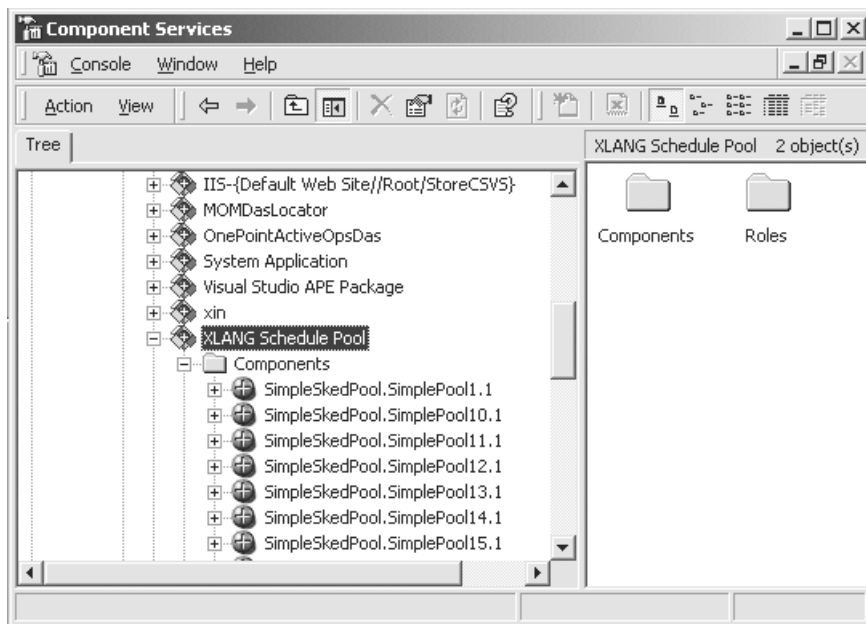 Component Services
Console Window Help
Action View
Tree
XLANG Schedule Pool 2 object(s)
IIS-{Default Web Site//Root/StoreCSVS}
MOMDasLocator
OnePointActiveOpsDas
System Application
Visual Studio APE Package
xin
XLANG Schedule Pool
Components
SimpleSkedPool.SimplePool1.1
SimpleSkedPool.SimplePool10.1
SimpleSkedPool.SimplePool11.1
SimpleSkedPool.SimplePool12.1
SimpleSkedPool.SimplePool13.1
SimpleSkedPool.SimplePool14.1
SimpleSkedPool.SimplePool15.1
Components Roles